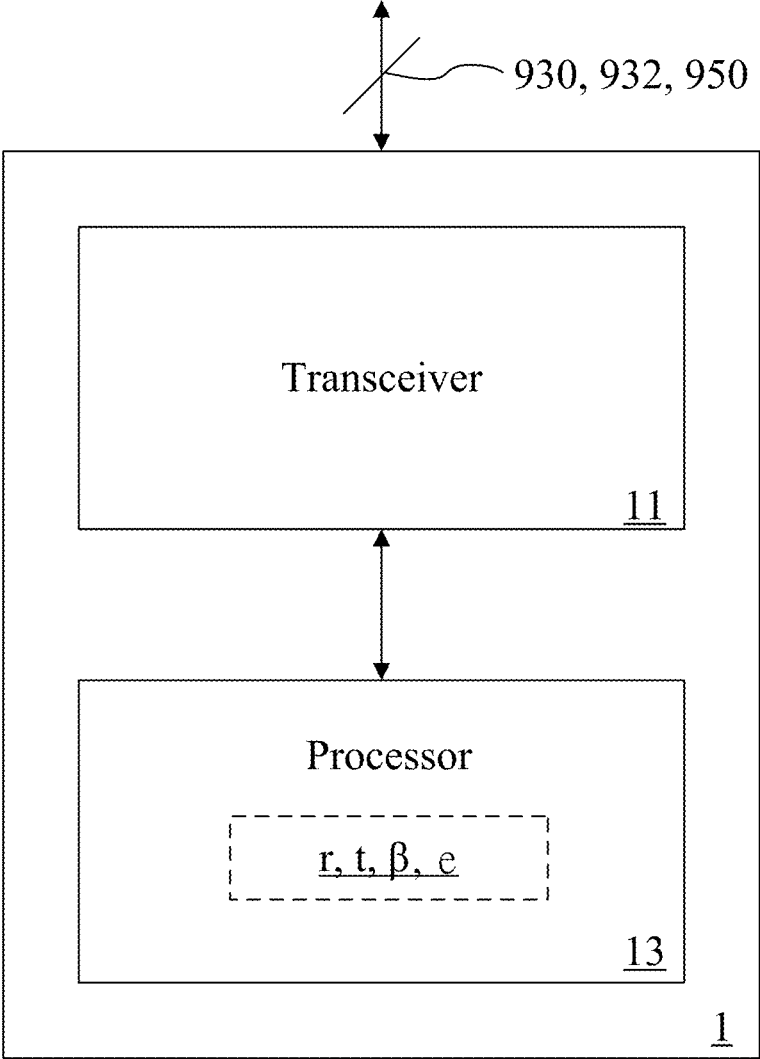 930, 932, 950
Transceiver
11
Processor
r, t, β, e
13
1